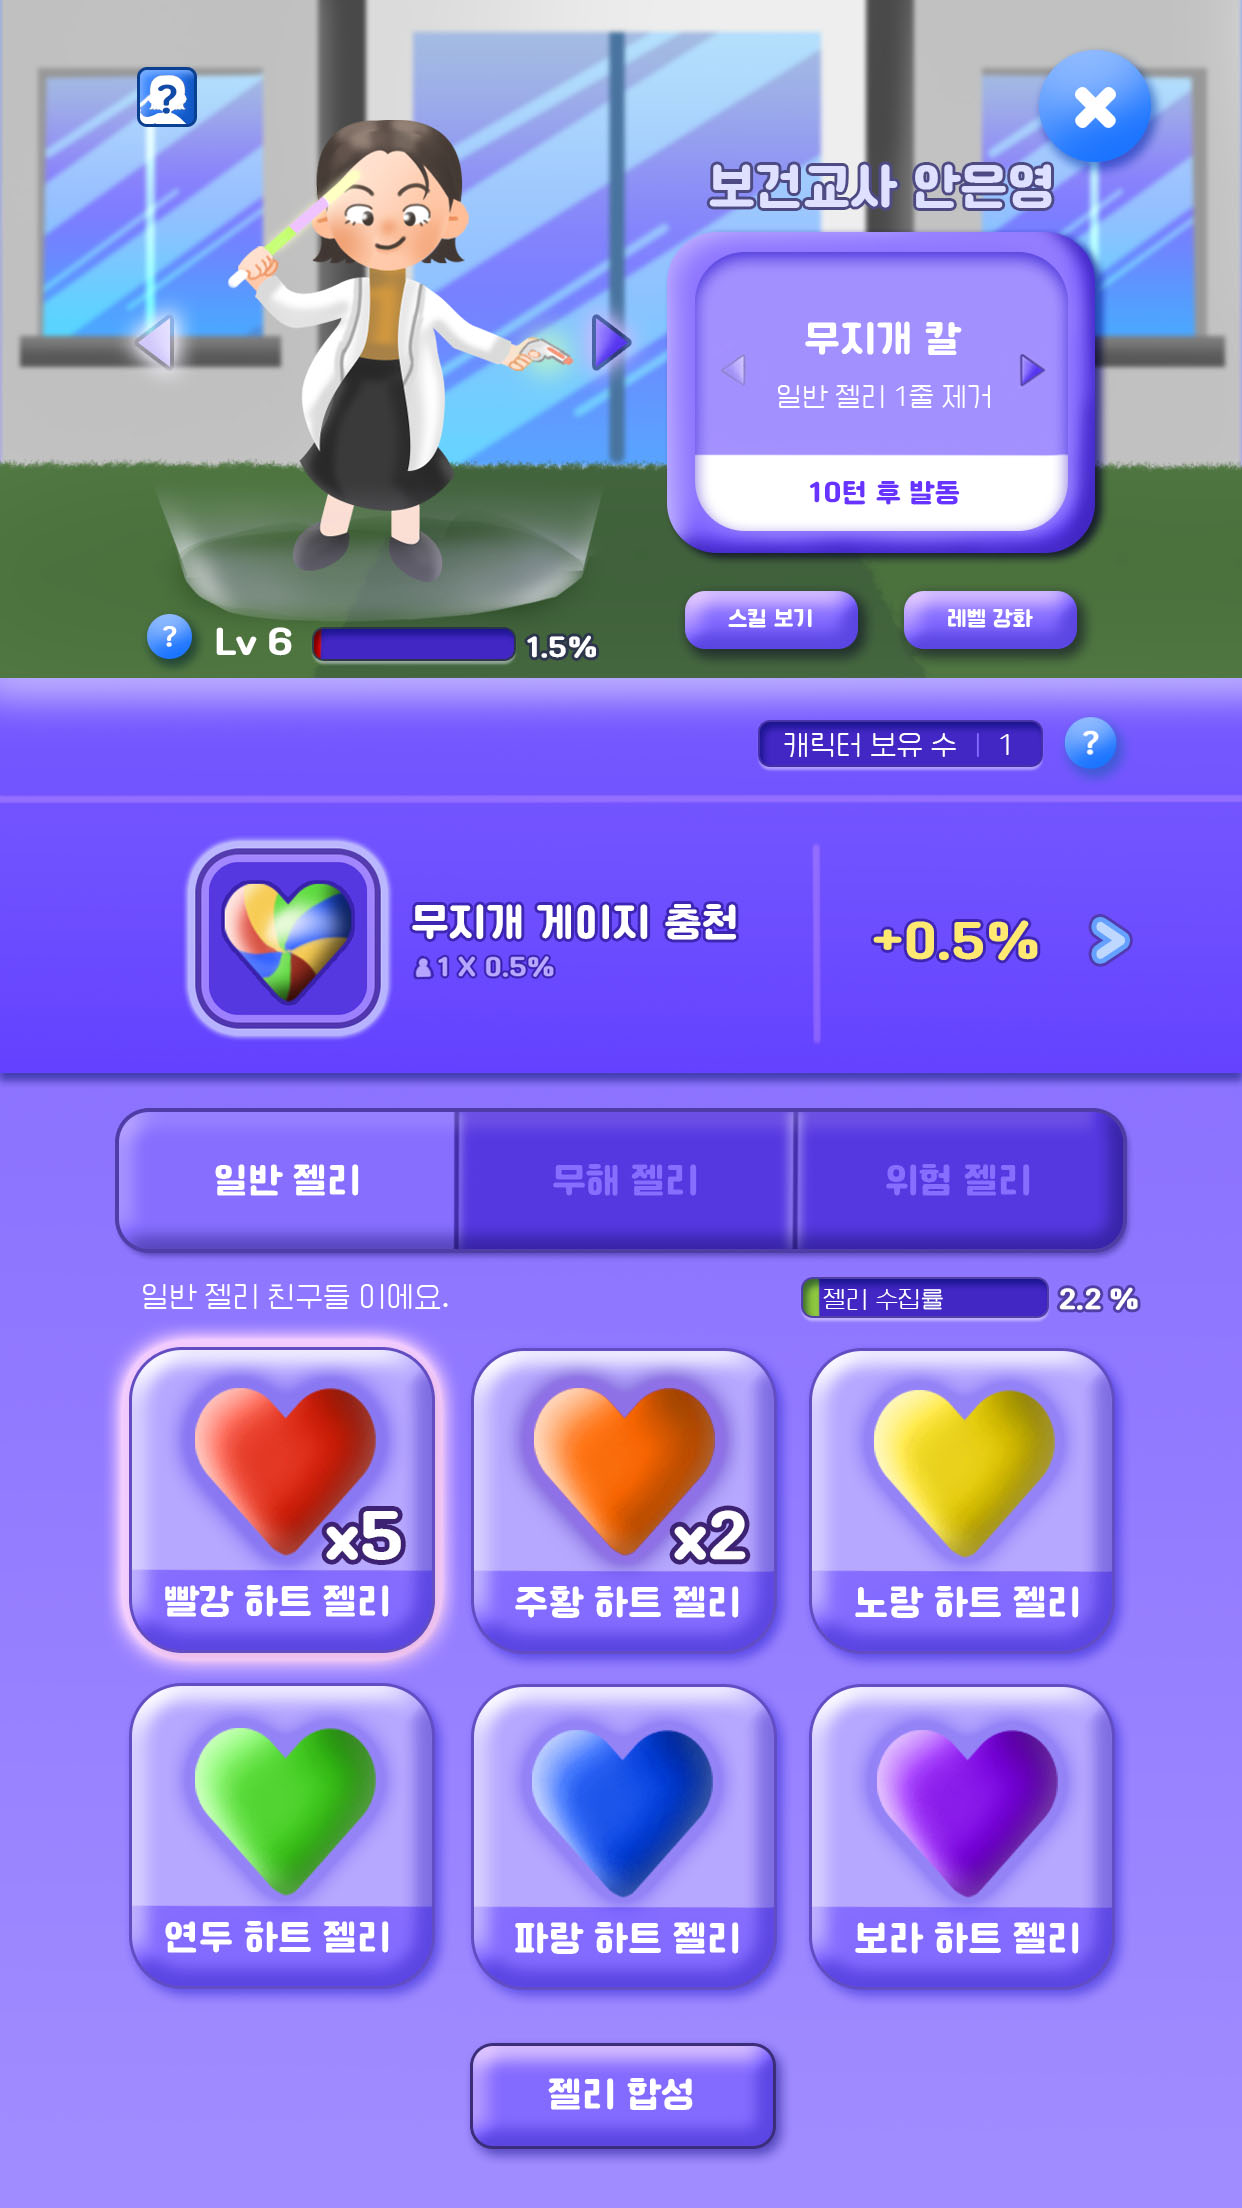 ?
보건교사 안은영
무지개 칼
일반 젤리 1줄 제거
10턴 후 발동
스킬 보기
레벨 강화
?
Lv 6
1.5%
캐릭터 보유 수 | 1
?
무지개 게이지 충천
1 X 0.5%
+0.5%
일반 젤리
무해 젤리
위험 젤리
일반 젤리 친구들 이에요.
젤리 수집률
2.2 %
x5
x2
빨강 하트 젤리
주황 하트 젤리
노랑 하트 젤리
연두 하트 젤리
파랑 하트 젤리
보라 하트 젤리
젤리 합성